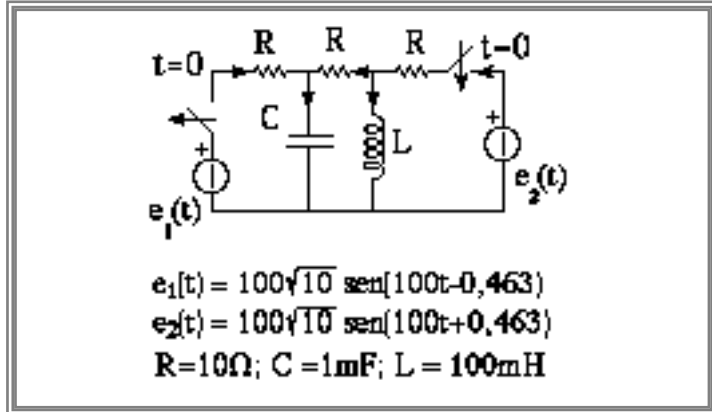 R R R
t=0 t=0
C
L
+ +
e₁(t) e₂(t)
e₁(t) = 100√10 sen(100t-0,463)
e₂(t) = 100√10 sen(100t+0,463)
R=10Ω; C =1mF; L = 100mH